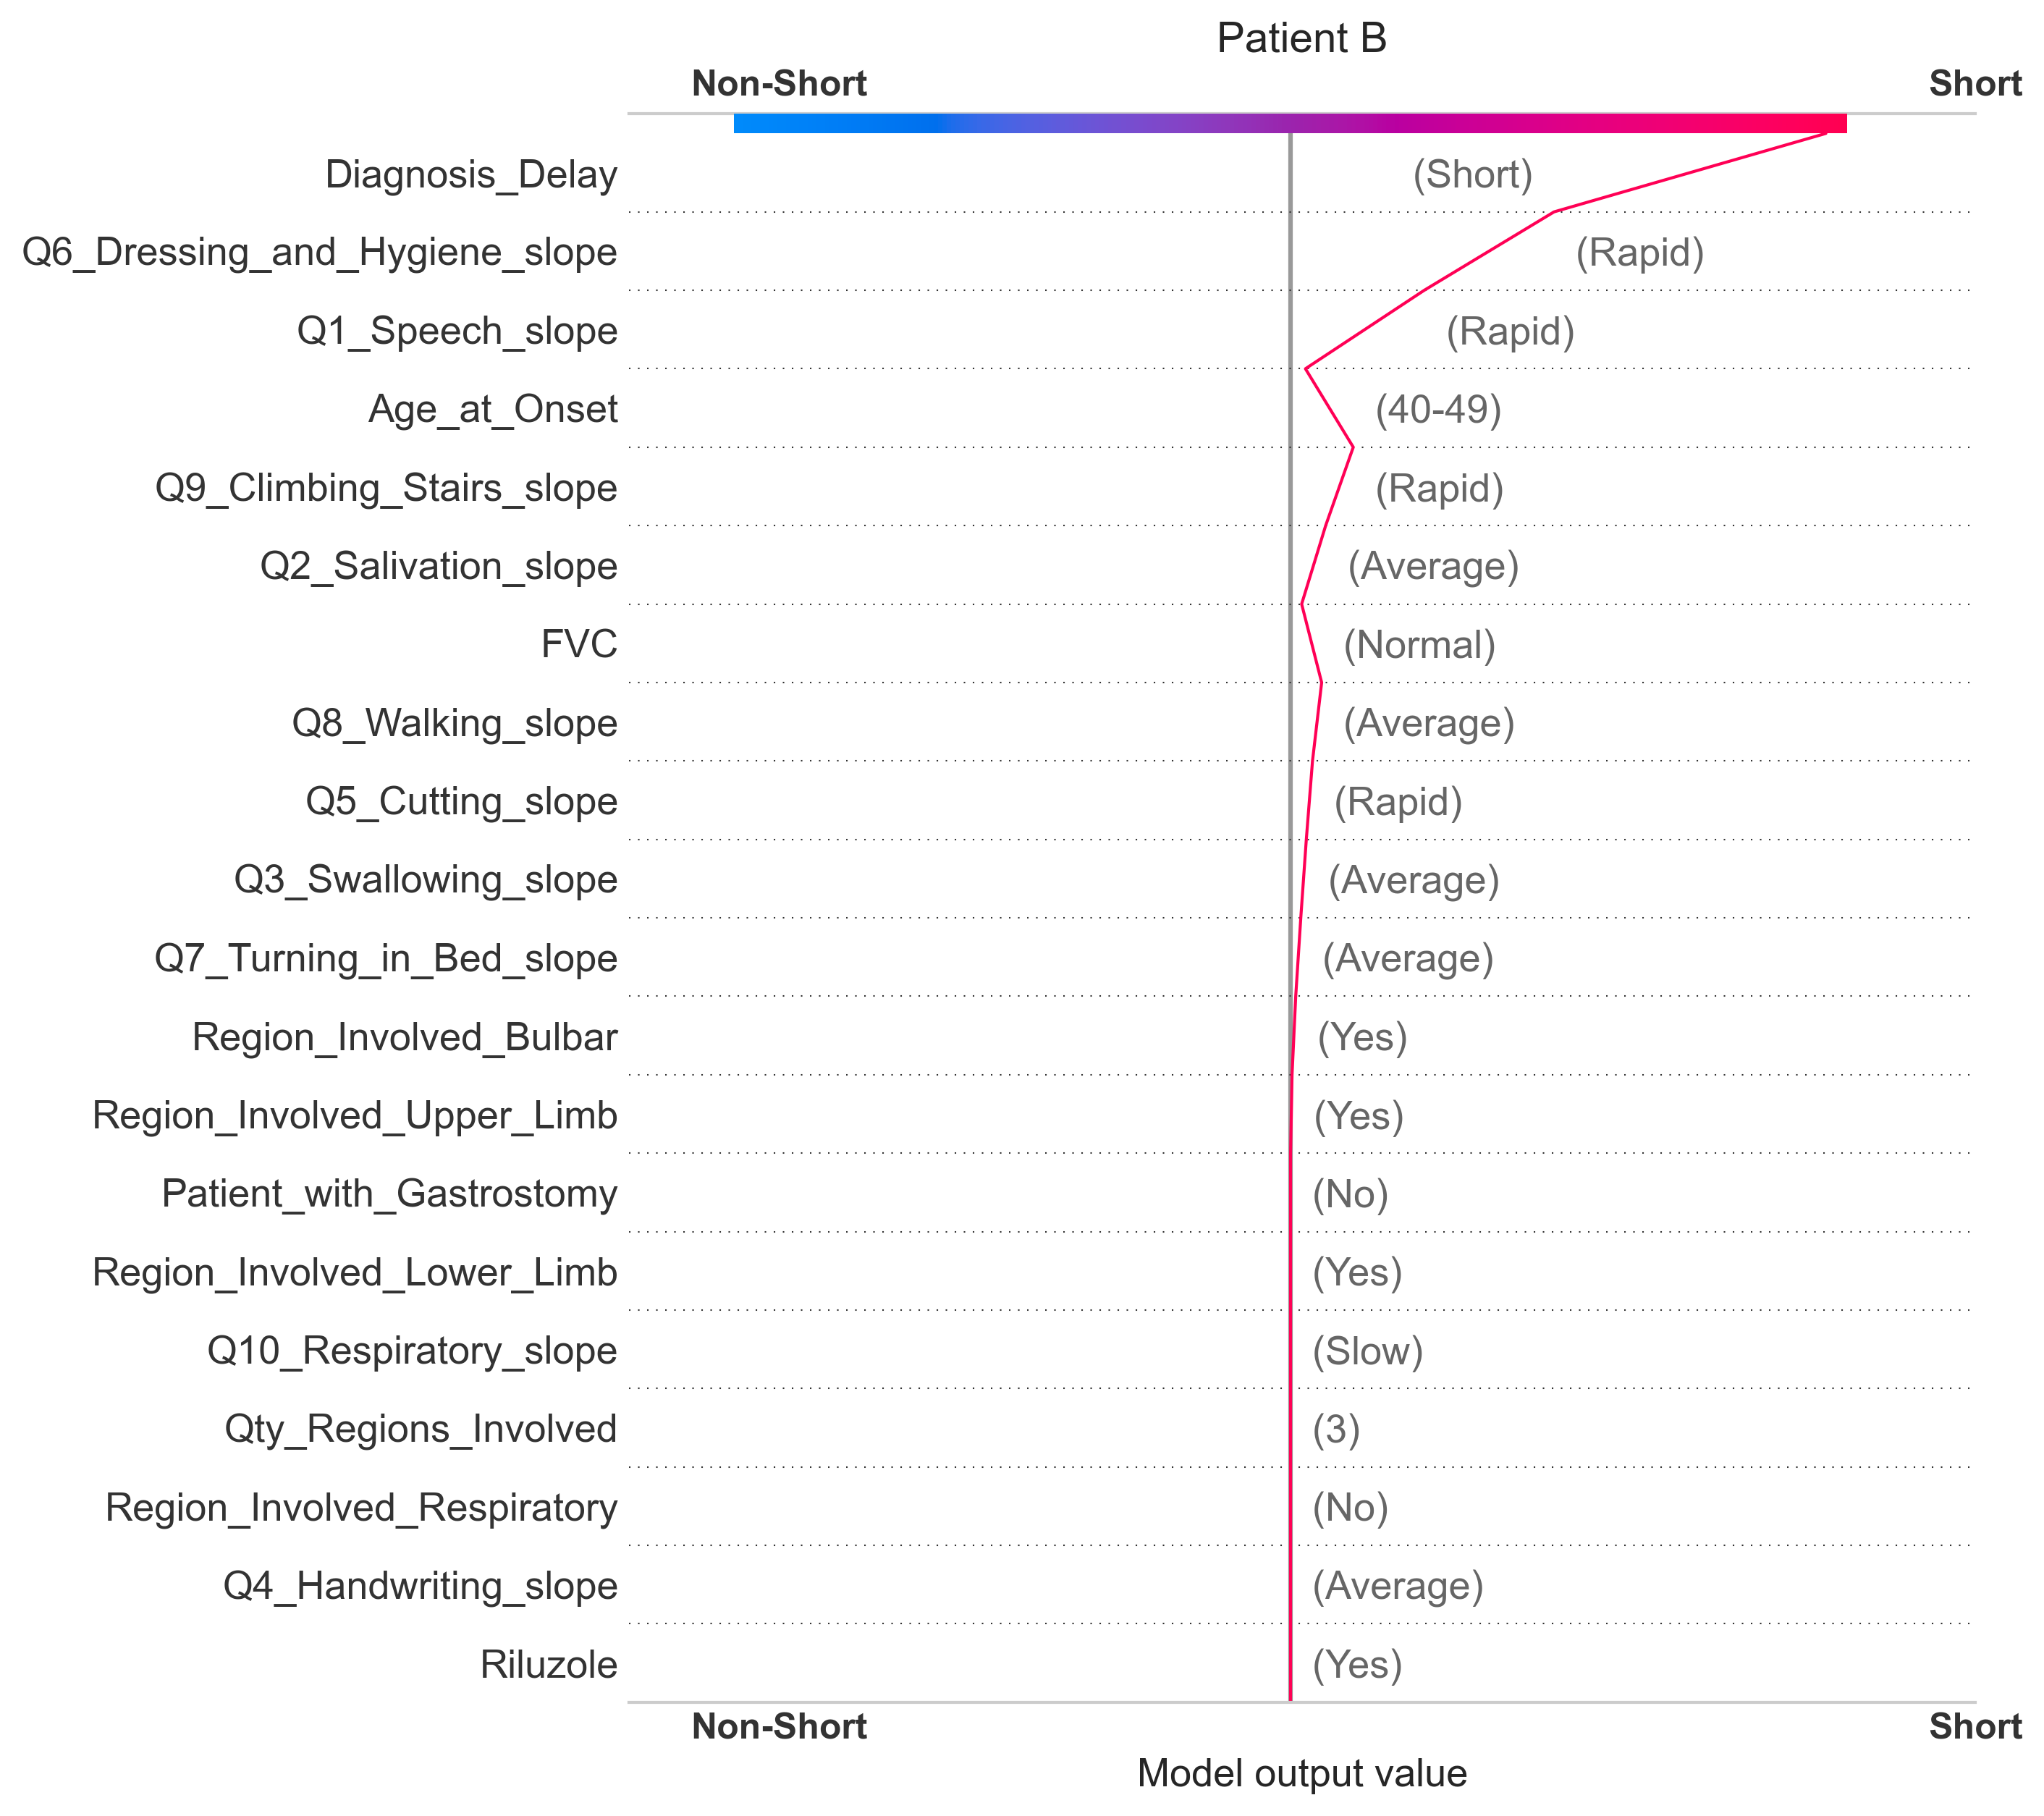 Patient B
Non-Short Short
Diagnosis_Delay (Short)
Q6_Dressing_and_Hygiene_slope (Rapid)
Q1_Speech_slope (Rapid)
Age_at_Onset (40-49)
Q9_Climbing_Stairs_slope (Rapid)
Q2_Salivation_slope (Average)
FVC (Normal)
Q8_Walking_slope (Average)
Q5_Cutting_slope (Rapid)
Q3_Swallowing_slope (Average)
Q7_Turning_in_Bed_slope (Average)
Region_Involved_Bulbar (Yes)
Region_Involved_Upper_Limb (Yes)
Patient_with_Gastrostomy (No)
Region_Involved_Lower_Limb (Yes)
Q10_Respiratory_slope (Slow)
Qty_Regions_Involved (3)
Region_Involved_Respiratory (No)
Q4_Handwriting_slope (Average)
Riluzole (Yes)
Non-Short Short
Model output value